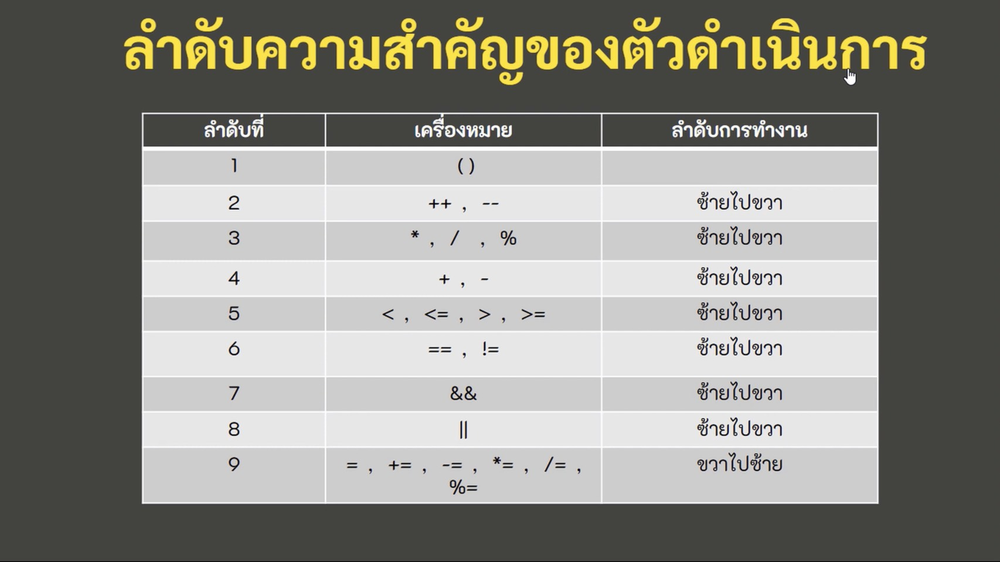 ลำดับความสำคัญของตัวดำเนินการ
ลำดับที่ เครื่องหมาย ลำดับการทำงาน
1 ( )
2 ++ , -- ซ้ายไปขวา
3 * , / , % ซ้ายไปขวา
4 + , - ซ้ายไปขวา
5 < , <= , > , >= ซ้ายไปขวา
6 == , != ซ้ายไปขวา
7 && ซ้ายไปขวา
8 || ซ้ายไปขวา
9 = , += , -= , *= , /= , ขวาไปซ้าย
%=